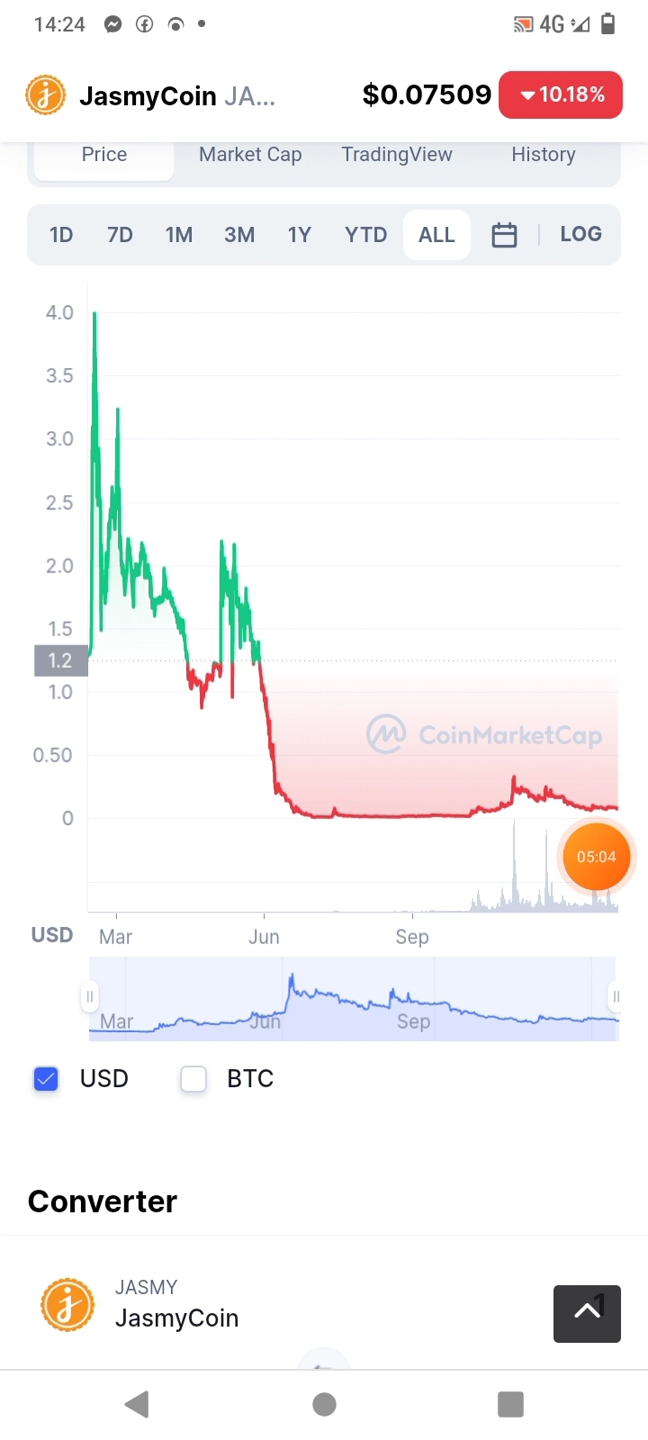 14:24
4G
JasmyCoin JA...
$0.07509
10.18%
Price Market Cap TradingView History
1D 7D 1M 3M 1Y YTD ALL LOG
4.0
3.5
3.0
2.5
2.0
1.5
1.2
1.0
0.50
0
CoinMarketCap
05:04
USD Mar Jun Sep
Mar Jun Sep
USD BTC
Converter
JASMY
JasmyCoin
1